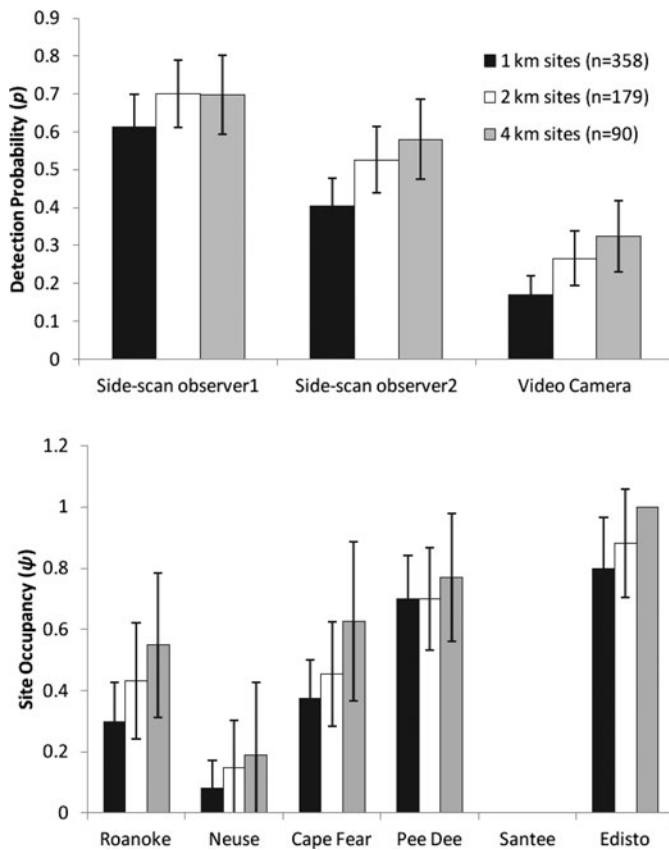 0.9
0.8
0.7
0.6
0.5
0.4
0.3
0.2
0.1
0
Detection Probability (p)
1 km sites (n=358)
2 km sites (n=179)
4 km sites (n=90)
Side-scan observer1 Side-scan observer2 Video Camera
1.2
1
0.8
0.6
0.4
0.2
0
Site Occupancy (ψ)
Roanoke Neuse Cape Fear Pee Dee Santee Edisto